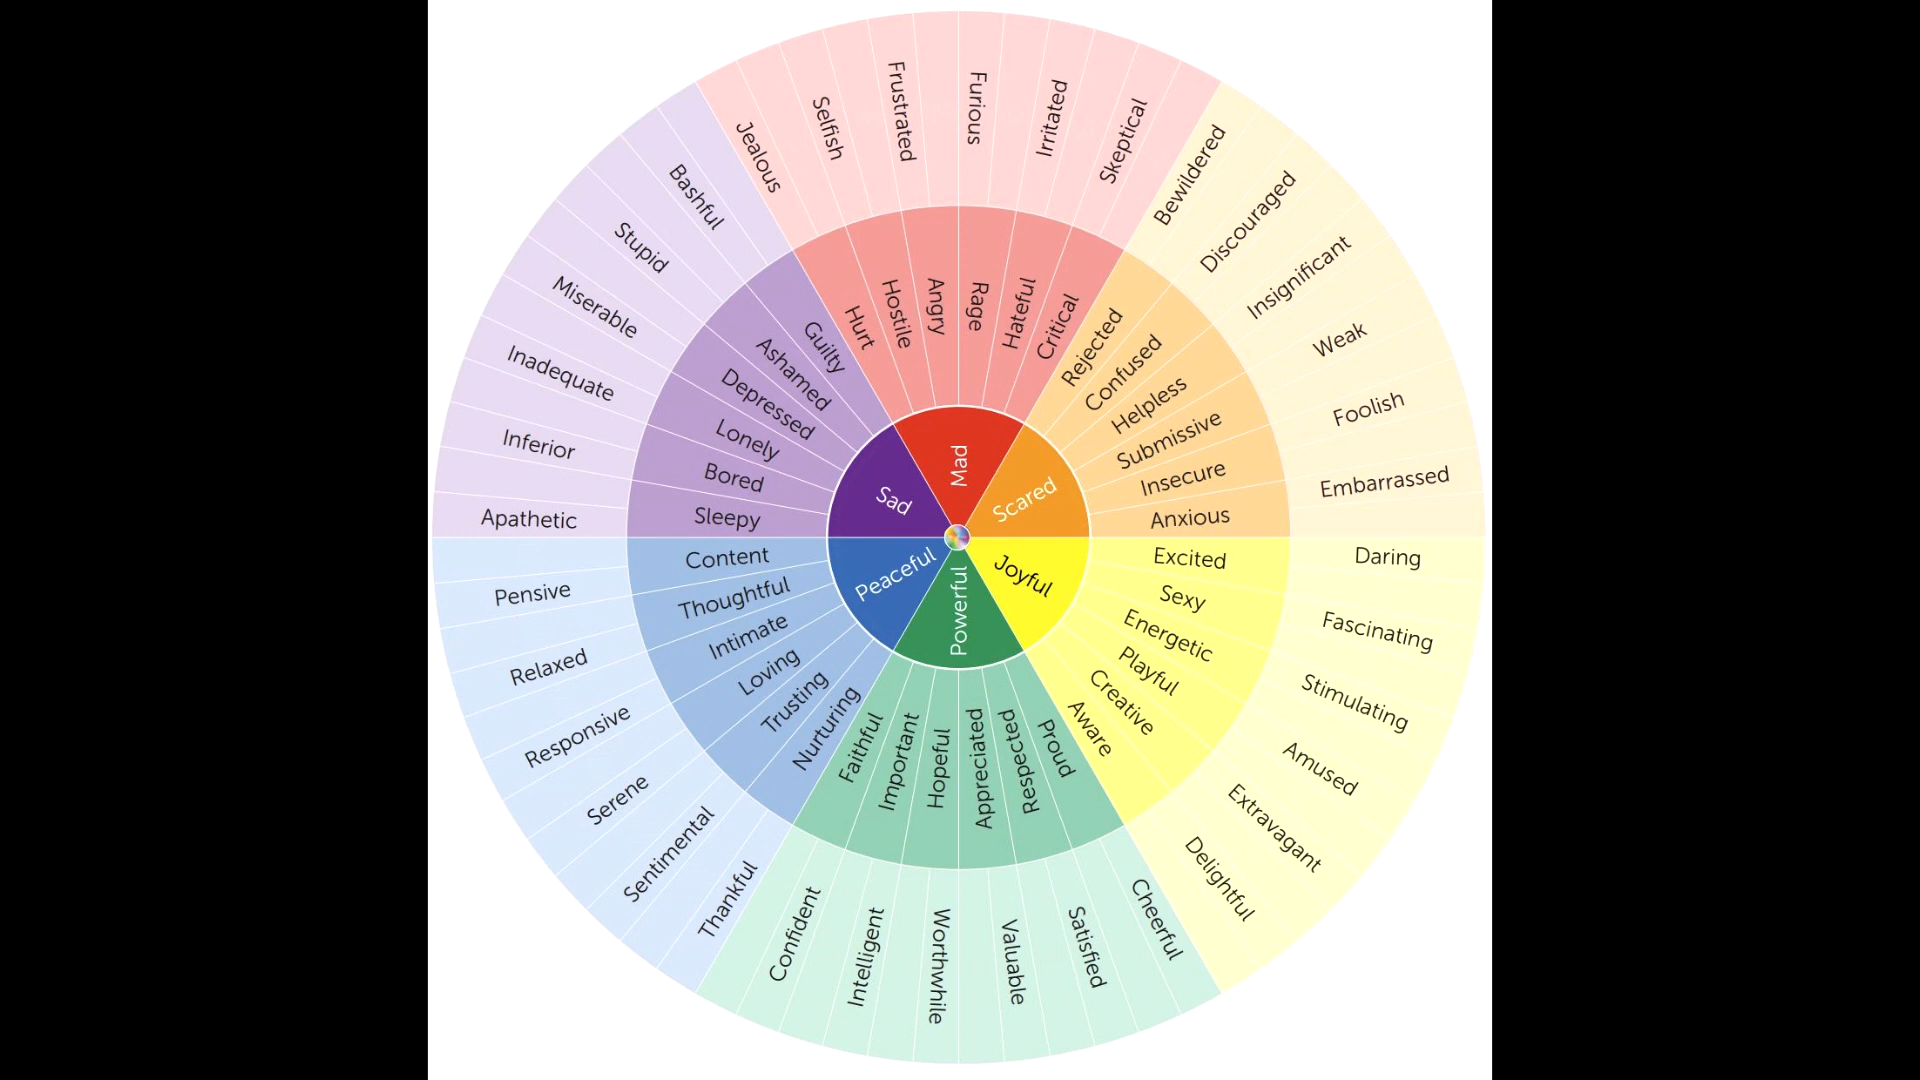 Mad
Scared
Joyful
Powerful
Peaceful
Sad
Hurt
Hostile
Angry
Rage
Hateful
Critical
Rejected
Confused
Helpless
Submissive
Insecure
Anxious
Excited
Sexy
Energetic
Playful
Creative
Aware
Proud
Respected
Appreciated
Hopeful
Important
Faithful
Nurturing
Trusting
Loving
Intimate
Thoughtful
Content
Sleepy
Bored
Lonely
Depressed
Ashamed
Guilty
Jealous
Selfish
Frustrated
Furious
Irritated
Skeptical
Bewildered
Discouraged
Insignificant
Weak
Foolish
Embarrassed
Daring
Fascinating
Stimulating
Amused
Extravagant
Delightful
Cheerful
Satisfied
Valuable
Worthwhile
Intelligent
Confident
Thankful
Sentimental
Serene
Responsive
Relaxed
Pensive
Apathetic
Inferior
Inadequate
Miserable
Stupid
Bashful